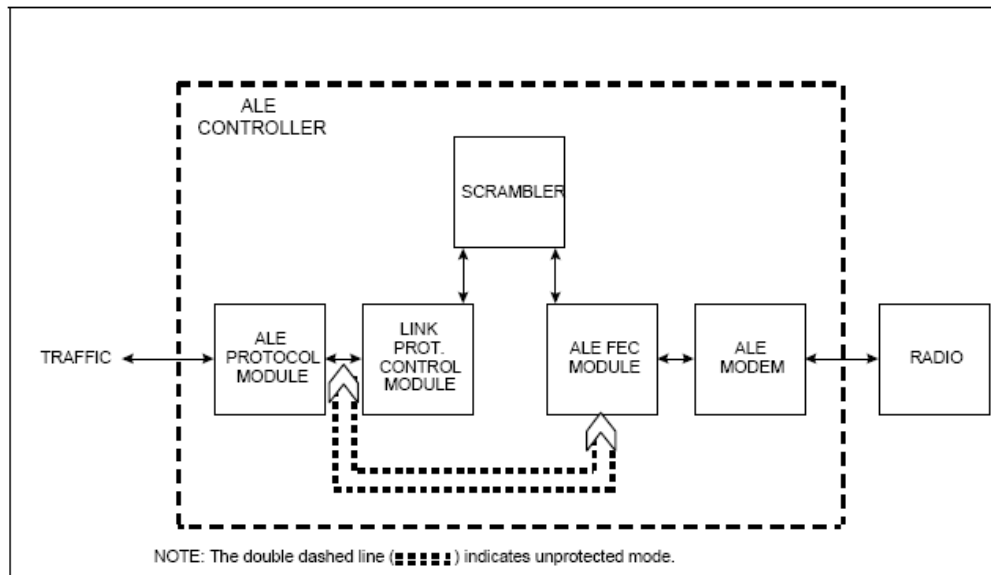 ALE
CONTROLLER
SCRAMBLER
TRAFFIC
ALE
PROTOCOL
MODULE
LINK
PROT.
CONTROL
MODULE
ALE FEC
MODULE
ALE
MODEM
RADIO
NOTE: The double dashed line ( ) indicates unprotected mode.